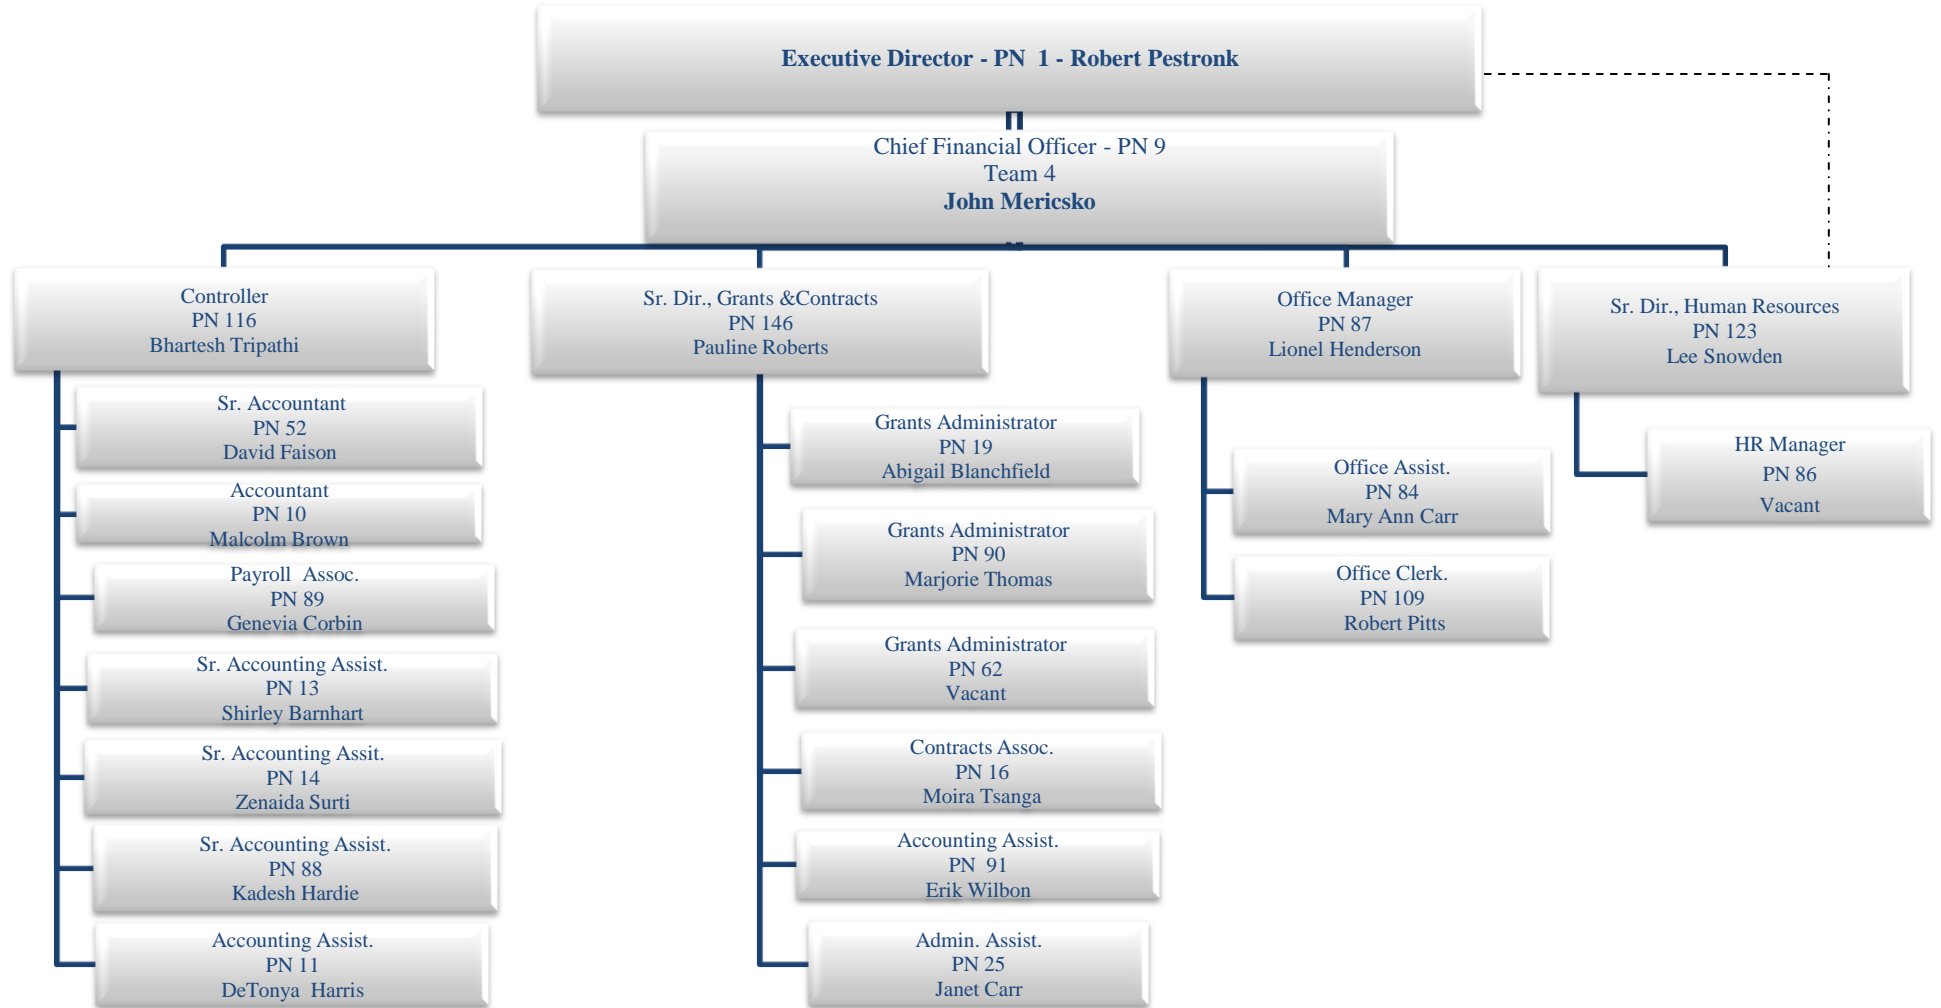 Executive Director - PN  1 - Robert Pestronk
Chief Financial Officer - PN 9
Team 4
John Mericsko
Controller
PN 116
Bhartesh Tripathi
Sr. Accountant
PN 52
David Faison
Accountant
PN 10
Malcolm Brown
Payroll  Assoc.
PN 89
Genevia Corbin
Sr. Accounting Assist.
PN 13
Shirley Barnhart
Sr. Accounting Assit.
PN 14
Zenaida Surti
Sr. Accounting Assist.
PN 88
Kadesh Hardie
Accounting Assist.
PN 11
DeTonya  Harris
Sr. Dir., Grants &Contracts
PN 146
Pauline Roberts
Grants Administrator
PN 19
Abigail Blanchfield
Grants Administrator
PN 90
Marjorie Thomas
Grants Administrator
PN 62
Vacant
Contracts Assoc.
PN 16
Moira Tsanga
Accounting Assist.
PN  91
Erik Wilbon
Admin. Assist.
PN 25
Janet Carr
Office Manager
PN 87
Lionel Henderson
Office Assist.
PN 84
Mary Ann Carr
Office Clerk.
PN 109
Robert Pitts
Sr. Dir., Human Resources
PN 123
Lee Snowden
HR Manager
PN 86
Vacant